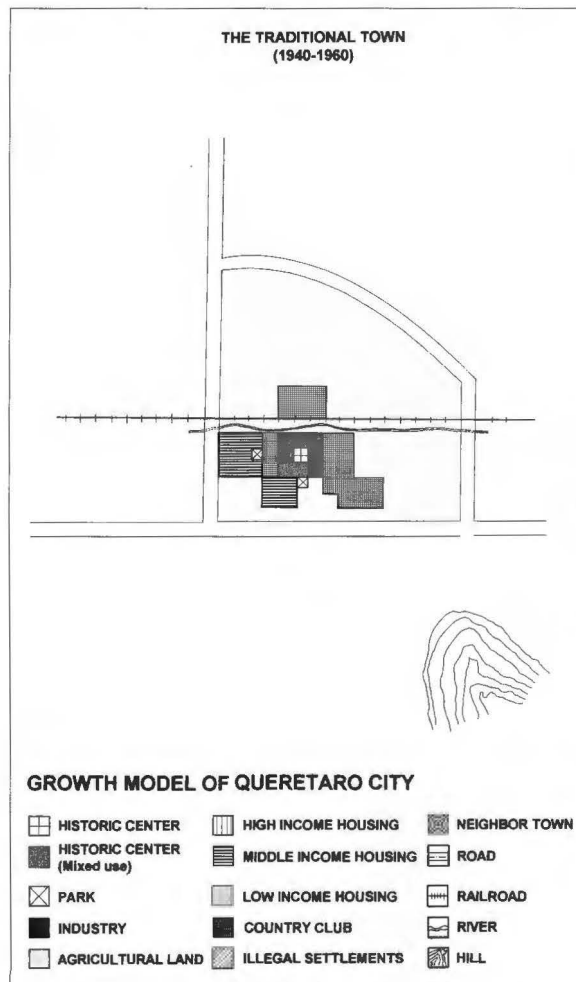 THE TRADITIONAL TOWN
(1940-1960)
GROWTH MODEL OF QUERETARO CITY
HISTORIC CENTER
HISTORIC CENTER
(Mixed use)
PARK
INDUSTRY
AGRICULTURAL LAND
HIGH INCOME HOUSING
MIDDLE INCOME HOUSING
LOW INCOME HOUSING
COUNTRY CLUB
ILLEGAL SETTLEMENTS
NEIGHBOR TOWN
ROAD
RAILROAD
RIVER
HILL